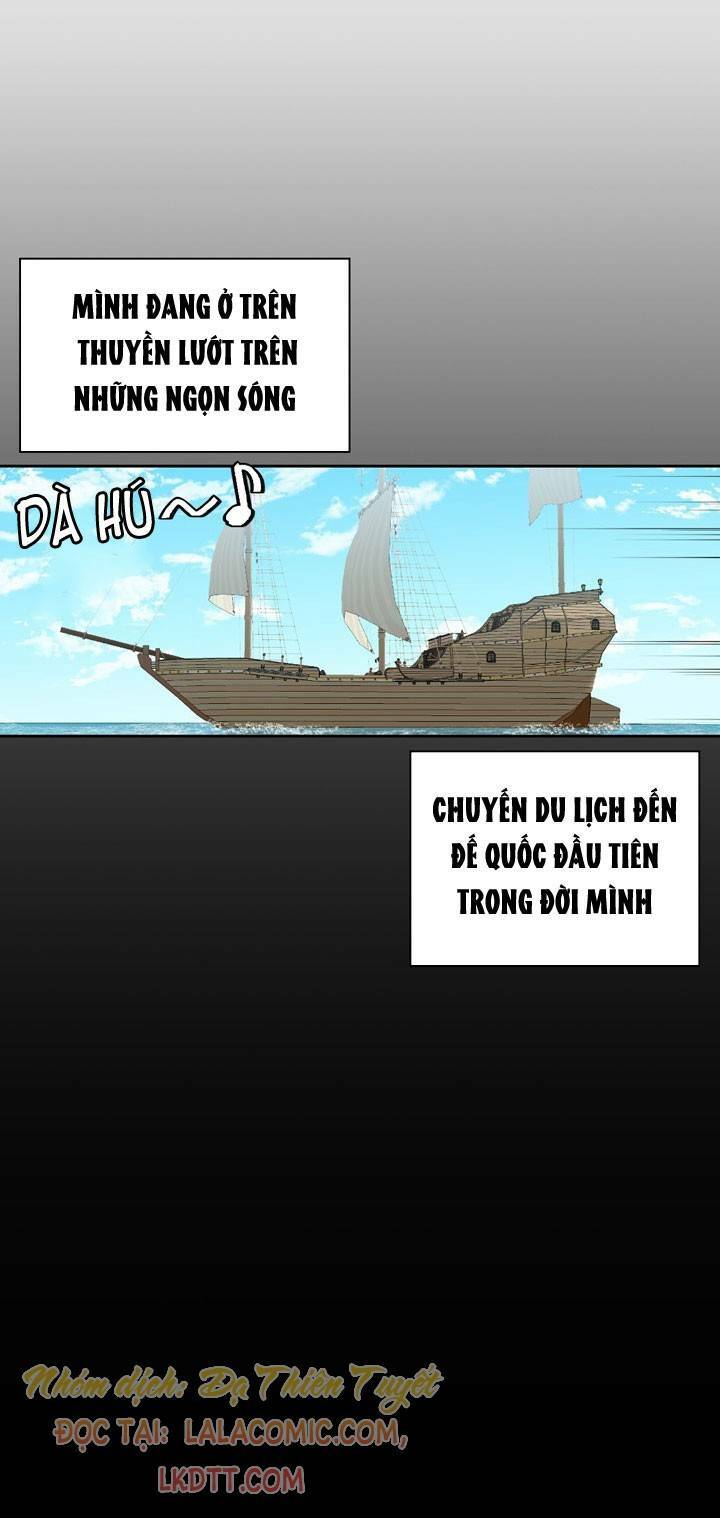 MÌNH ĐANG Ở TRÊN
THUYỀN LƯỚT TRÊN
NHỮNG NGỌN SÓNG
DÀ HÚ~♪
CHUYẾN DU LỊCH ĐẾN
ĐẾ QUỐC ĐẦU TIÊN
TRONG ĐỜI MÌNH
Nhóm dịch: Dạ Thiên Tuyết
ĐỌC TẠI: LALACOMIC.COM,
LKDTT.COM